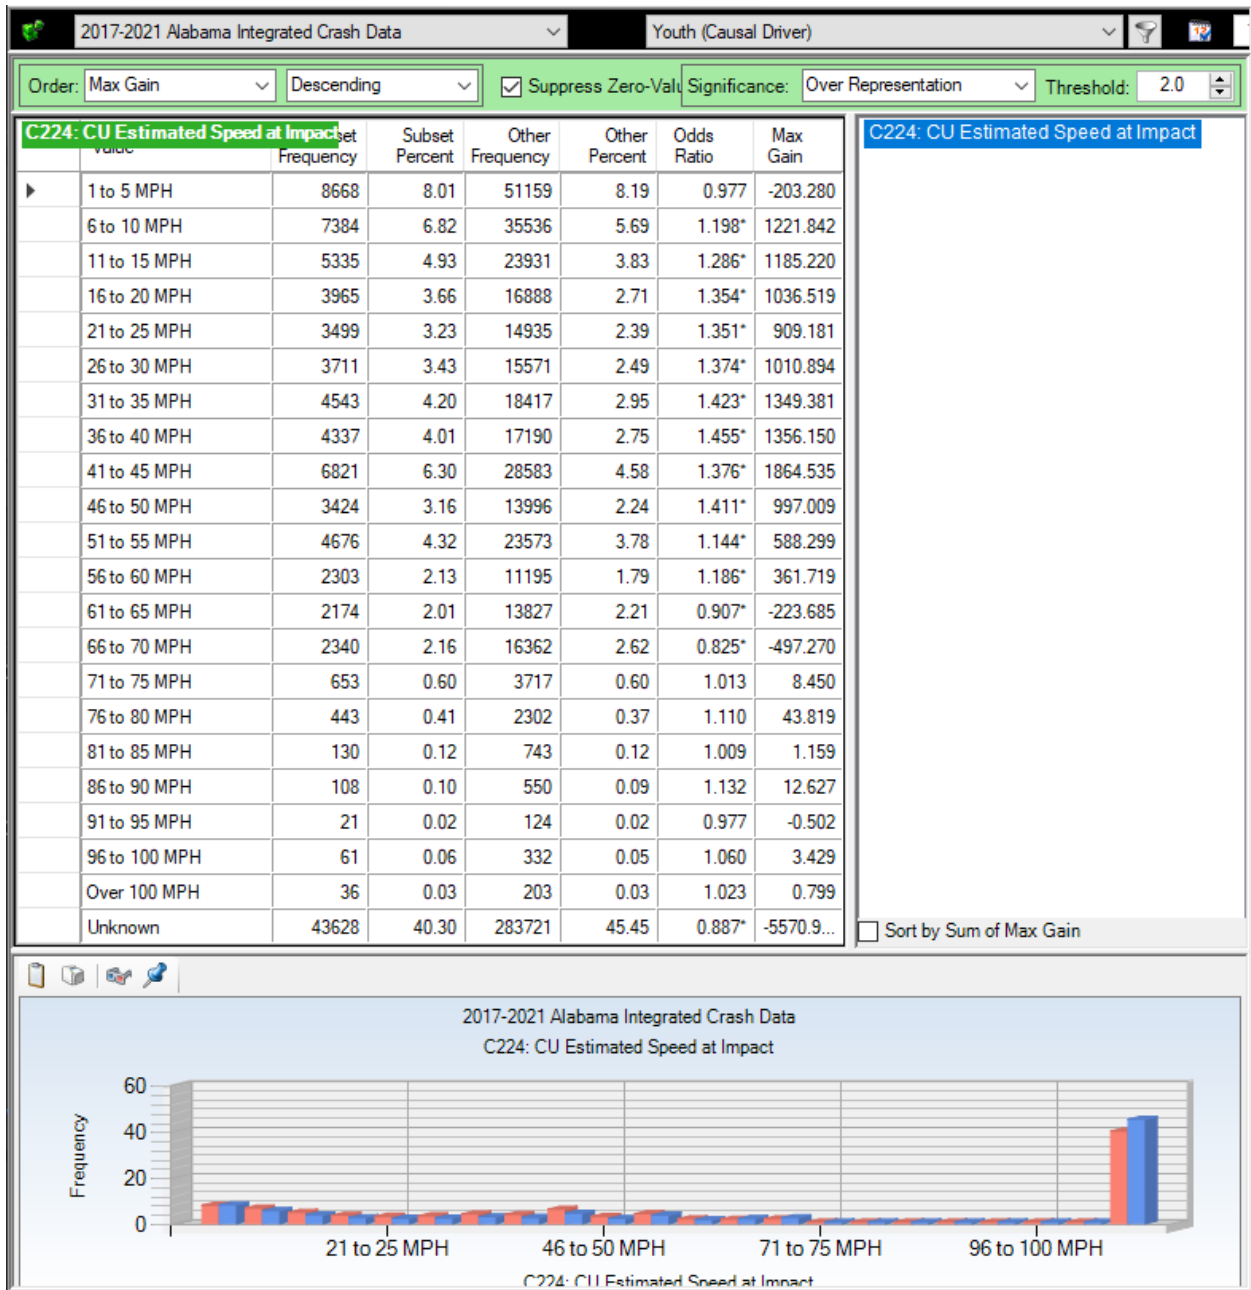 2017-2021 Alabama Integrated Crash Data Youth (Causal Driver) 12
Order: Max Gain Descending Suppress Zero-Valu Significance: Over Representation Threshold: 2.0
C224: CU Estimated Speed at Impact Subset Frequency Subset Percent Other Frequency Other Percent Odds Ratio Max Gain
1 to 5 MPH 8668 8.01 51159 8.19 0.977 -203.280
6 to 10 MPH 7384 6.82 35536 5.69 1.198* 1221.842
11 to 15 MPH 5335 4.93 23931 3.83 1.286* 1185.220
16 to 20 MPH 3965 3.66 16888 2.71 1.354* 1036.519
21 to 25 MPH 3499 3.23 14935 2.39 1.351* 909.181
26 to 30 MPH 3711 3.43 15571 2.49 1.374* 1010.894
31 to 35 MPH 4543 4.20 18417 2.95 1.423* 1349.381
36 to 40 MPH 4337 4.01 17190 2.75 1.455* 1356.150
41 to 45 MPH 6821 6.30 28583 4.58 1.376* 1864.535
46 to 50 MPH 3424 3.16 13996 2.24 1.411* 997.009
51 to 55 MPH 4676 4.32 23573 3.78 1.144* 588.299
56 to 60 MPH 2303 2.13 11195 1.79 1.186* 361.719
61 to 65 MPH 2174 2.01 13827 2.21 0.907* -223.685
66 to 70 MPH 2340 2.16 16362 2.62 0.825* -497.270
71 to 75 MPH 653 0.60 3717 0.60 1.013 8.450
76 to 80 MPH 443 0.41 2302 0.37 1.110 43.819
81 to 85 MPH 130 0.12 743 0.12 1.009 1.159
86 to 90 MPH 108 0.10 550 0.09 1.132 12.627
91 to 95 MPH 21 0.02 124 0.02 0.977 -0.502
96 to 100 MPH 61 0.06 332 0.05 1.060 3.429
Over 100 MPH 36 0.03 203 0.03 1.023 0.799
Unknown 43628 40.30 283721 45.45 0.887* -5570.9...
C224: CU Estimated Speed at Impact
Sort by Sum of Max Gain
2017-2021 Alabama Integrated Crash Data
C224: CU Estimated Speed at Impact
Frequency
60
40
20
0
21 to 25 MPH 46 to 50 MPH 71 to 75 MPH 96 to 100 MPH
C224: CU Estimated Speed at Impact